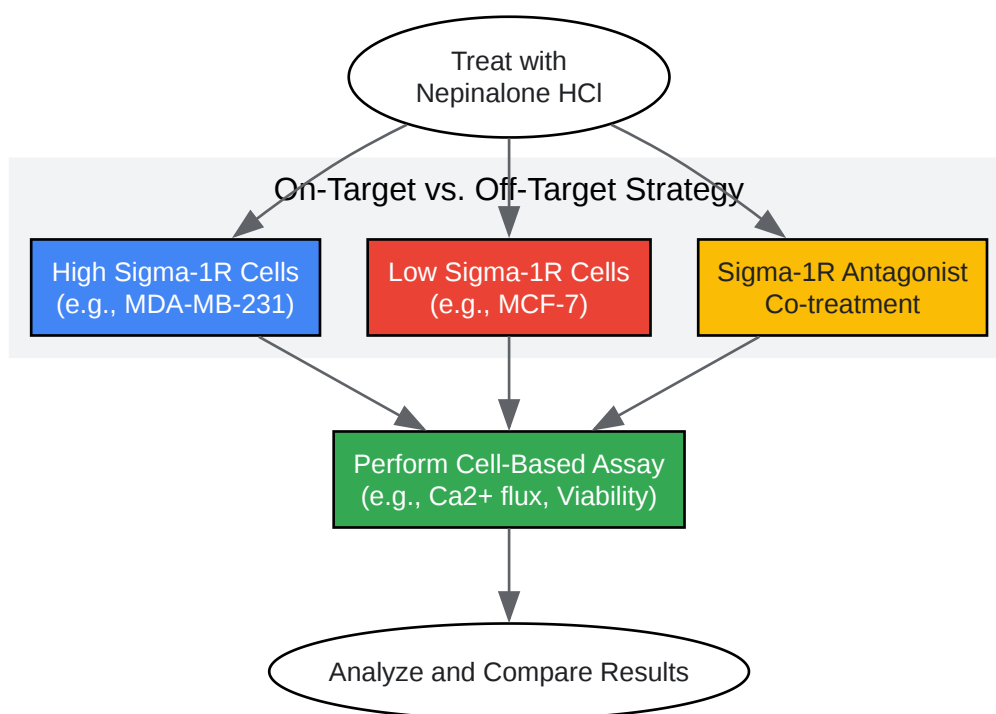 Treat with
Nepinalone HCl
On-Target vs. Off-Target Strategy
High Sigma-1R Cells
(e.g., MDA-MB-231)
Low Sigma-1R Cells
(e.g., MCF-7)
Sigma-1R Antagonist
Co-treatment
Perform Cell-Based Assay
(e.g., Ca2+ flux, Viability)
Analyze and Compare Results